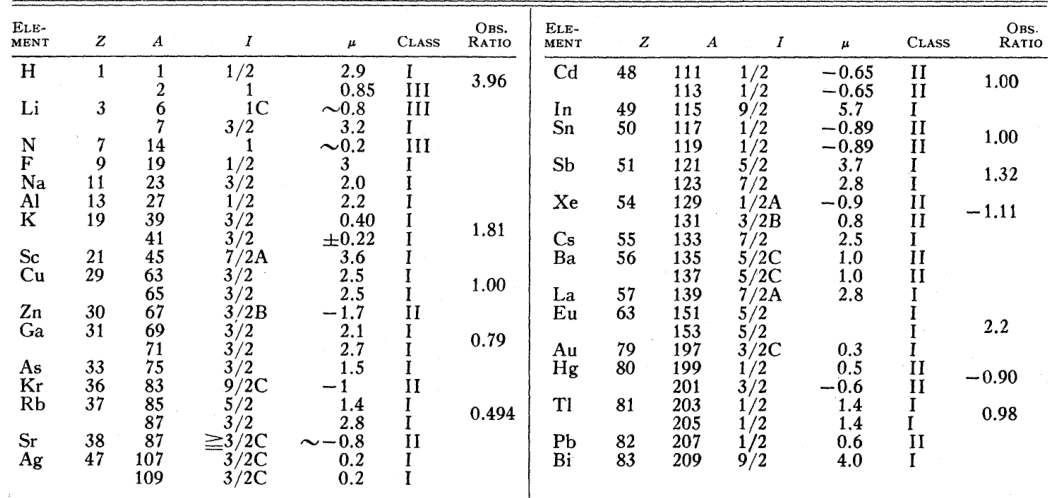 ELE-
MENT Z A I μ CLASS OBS. RATIO
H 1 1 1/2 2.9 I
3.96
2 1 0.85 III
Li 3 6 1C ∼0.8 III
7 3/2 3.2 I
N 7 14 1 ∼0.2 III
F 9 19 1/2 3 I
Na 11 23 3/2 2.0 I
Al 13 27 1/2 2.2 I
K 19 39 3/2 0.40 I
1.81
41 3/2 ±0.22 I
Sc 21 45 7/2A 3.6 I
Cu 29 63 3/2 2.5 I
1.00
65 3/2 2.5 I
Zn 30 67 3/2B −1.7 II
Ga 31 69 3/2 2.1 I
0.79
71 3/2 2.7 I
As 33 75 3/2 1.5 I
Kr 36 83 9/2C −1 II
Rb 37 85 5/2 1.4 I
0.494
87 3/2 2.8 I
Sr 38 87 ≧3/2C ∼−0.8 II
Ag 47 107 3/2C 0.2 I
109 3/2C 0.2 I
ELE-
MENT Z A I μ CLASS OBS. RATIO
Cd 48 111 1/2 −0.65 II
1.00
113 1/2 −0.65 II
In 49 115 9/2 5.7 I
Sn 50 117 1/2 −0.89 II
1.00
119 1/2 −0.89 II
Sb 51 121 5/2 3.7 I
1.32
123 7/2 2.8 I
Xe 54 129 1/2A −0.9 II
−1.11
131 3/2B 0.8 II
Cs 55 133 7/2 2.5 I
Ba 56 135 5/2C 1.0 II
137 5/2C 1.0 II
La 57 139 7/2A 2.8 I
Eu 63 151 5/2 I
2.2
153 5/2 I
Au 79 197 3/2C 0.3 I
Hg 80 199 1/2 0.5 II
−0.90
201 3/2 −0.6 II
Tl 81 203 1/2 1.4 I
0.98
205 1/2 1.4 I
Pb 82 207 1/2 0.6 II
Bi 83 209 9/2 4.0 I